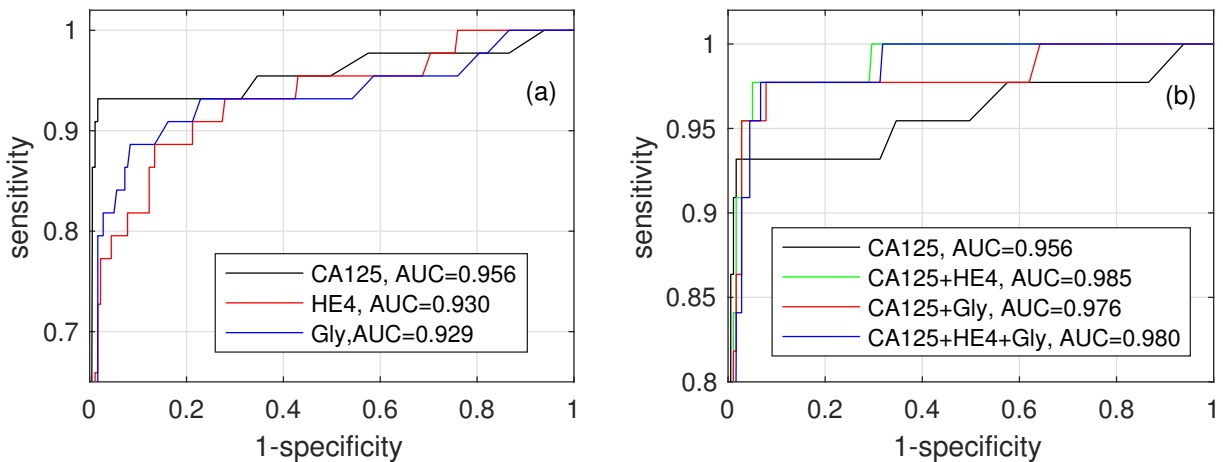 1
0.9
0.8
0.7
sensitivity
(a)
CA125, AUC=0.956
HE4, AUC=0.930
Gly,AUC=0.929
0 0.2 0.4 0.6 0.8 1
1-specificity
1
0.95
0.9
0.85
0.8
sensitivity
(b)
CA125, AUC=0.956
CA125+HE4, AUC=0.985
CA125+Gly, AUC=0.976
CA125+HE4+Gly, AUC=0.980
0 0.2 0.4 0.6 0.8 1
1-specificity